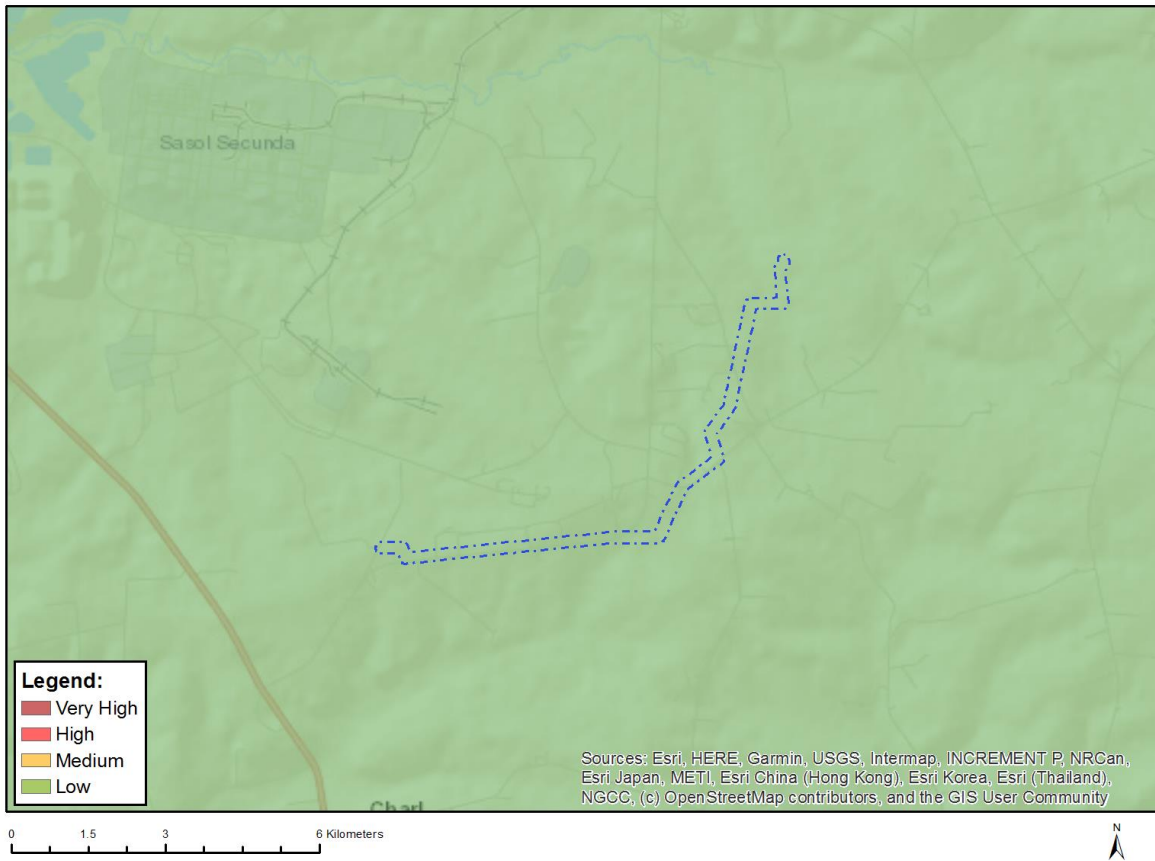 Sasol Secunda
Legend:
Very High
High
Medium
Low
Charl
Sources: Esri, HERE, Garmin, USGS, Intermap, INCREMENT P, NRCan,
Esri Japan, METI, Esri China (Hong Kong), Esri Korea, Esri (Thailand),
NGCC, (c) OpenStreetMap contributors, and the GIS User Community
0 1.5 3 6 Kilometers
N